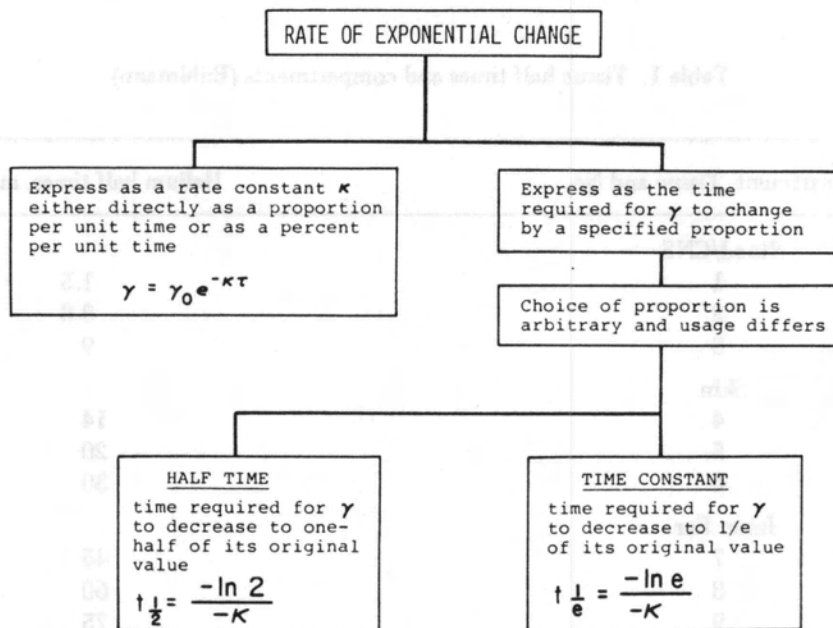 RATE OF EXPONENTIAL CHANGE
Express as a rate constant κ
either directly as a proportion
per unit time or as a percent
per unit time
γ = γ₀e^-κτ
Express as the time
required for γ to change
by a specified proportion
Choice of proportion is
arbitrary and usage differs
HALF TIME
time required for γ
to decrease to one-
half of its original
value
t 1/2 = -ln 2 / -κ
TIME CONSTANT
time required for γ
to decrease to 1/e
of its original value
t 1/e = -ln e / -κ